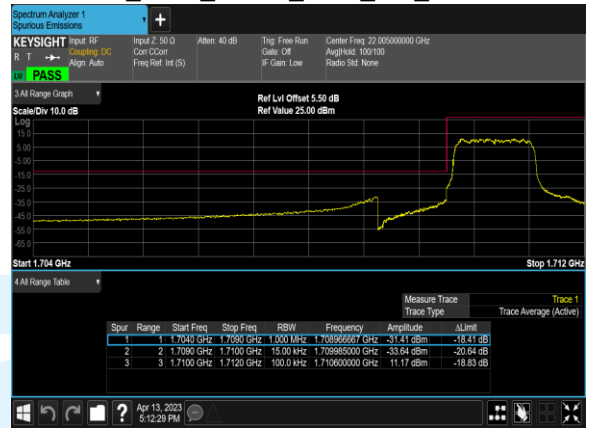 Spectrum Analyzer 1
Spurious Emissions
KEYSIGHT Input: RF Input Z: 50 Ω Atten: 40 dB Trig: Free Run Center Freq: 22.005000000 GHz
R T Coupling: DC Corr CCorr Gate: Off Avg|Hold: 100/100
Align: Auto Freq Ref: Int (S) IF Gain: Low Radio Std: None
PASS
3 All Range Graph
Ref Lvl Offset 5.50 dB
Scale/Div 10.0 dB Ref Value 25.00 dBm
Log
15.0
5.00
-5.00
-15.0
-25.0
-35.0
-45.0
-55.0
-65.0
Start 1.704 GHz Stop 1.712 GHz
4 All Range Table
Measure Trace Trace 1
Trace Type Trace Average (Active)
Spur Range Start Freq Stop Freq RBW Frequency Amplitude ΔLimit
1 1 1.7040 GHz 1.7090 GHz 1.000 MHz 1.708966667 GHz -31.41 dBm -18.41 dB
2 2 1.7090 GHz 1.7100 GHz 15.00 kHz 1.709985000 GHz -33.64 dBm -20.64 dB
3 3 1.7100 GHz 1.7120 GHz 100.0 kHz 1.710600000 GHz 11.17 dBm -18.83 dB
Apr 13, 2023
5:12:29 PM